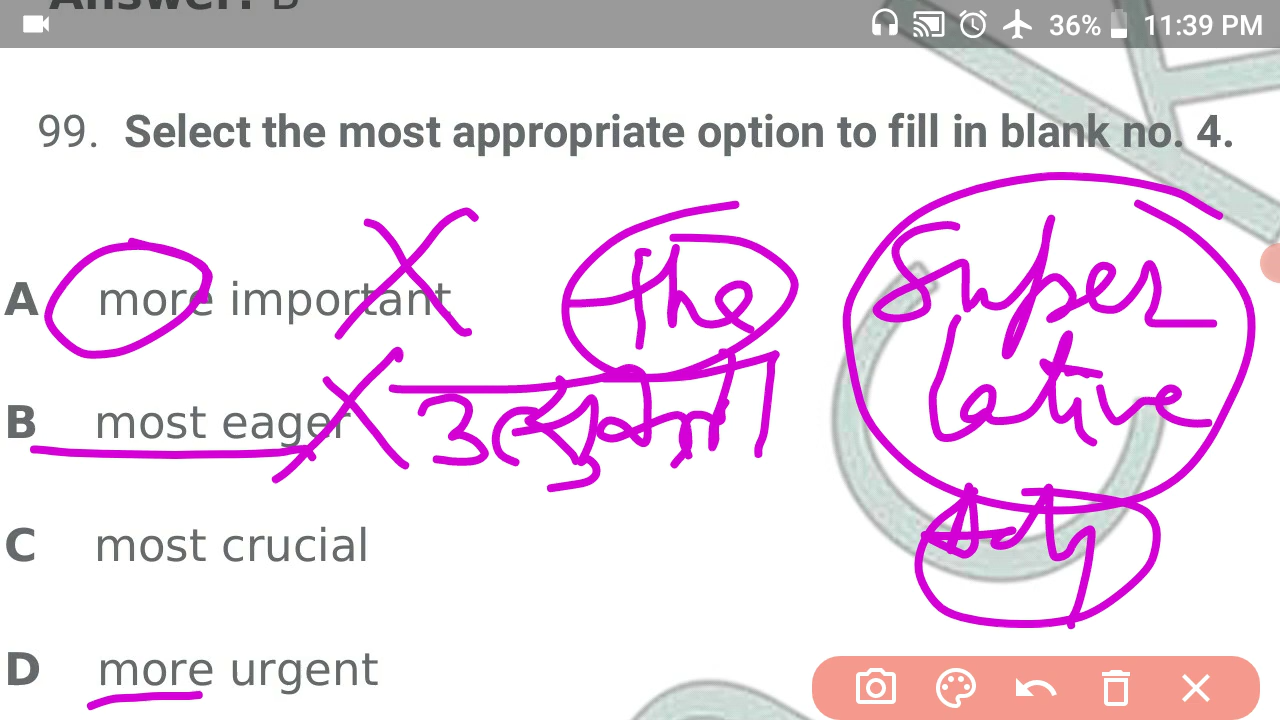 Answer: B
36% 11:39 PM
99. Select the most appropriate option to fill in blank no. 4.
A more important
the
Super
lative
B most eager
उत्सुकता
Adj
C most crucial
D more urgent